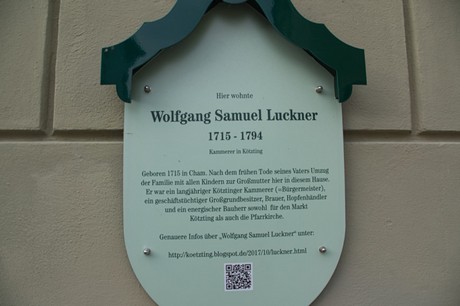 Hier wohnte
Wolfgang Samuel Luckner
1715 - 1794
Kammerer in Kötzting
Geboren 1715 in Cham. Nach dem frühen Tode seines Vaters Umzug
der Familie mit allen Kindern zur Großmutter hier in diesem Hause.
Er war ein langjähriger Kötztinger Kammerer (=Bürgermeister),
ein geschäftstüchtiger Großgrundbesitzer, Brauer, Hopfenhändler
und ein energischer Bauherr sowohl für den Markt
Kötzting als auch die Pfarrkirche.
Genauere Infos über „Wolfgang Samuel Luckner" unter:
http://koetzting.blogspot.de/2017/10/luckner.html